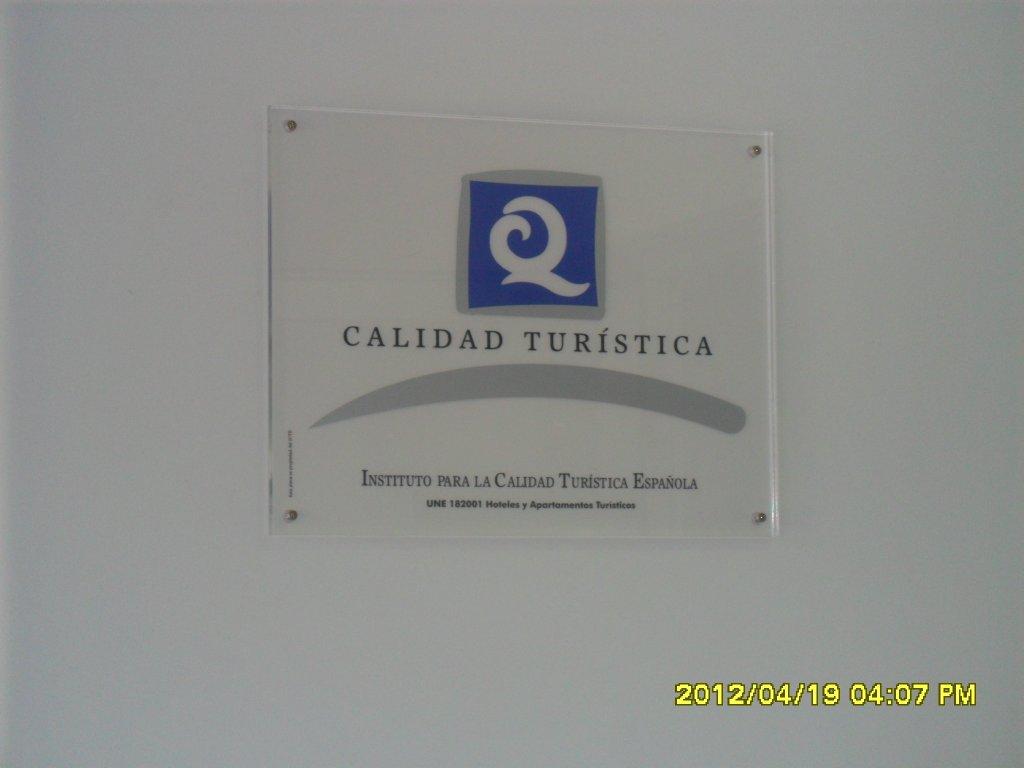 Q
CALIDAD TURÍSTICA
INSTITUTO PARA LA CALIDAD TURÍSTICA ESPAÑOLA
UNE 182001 Hoteles y Apartamentos Turísticos
2012/04/19 04:07 PM